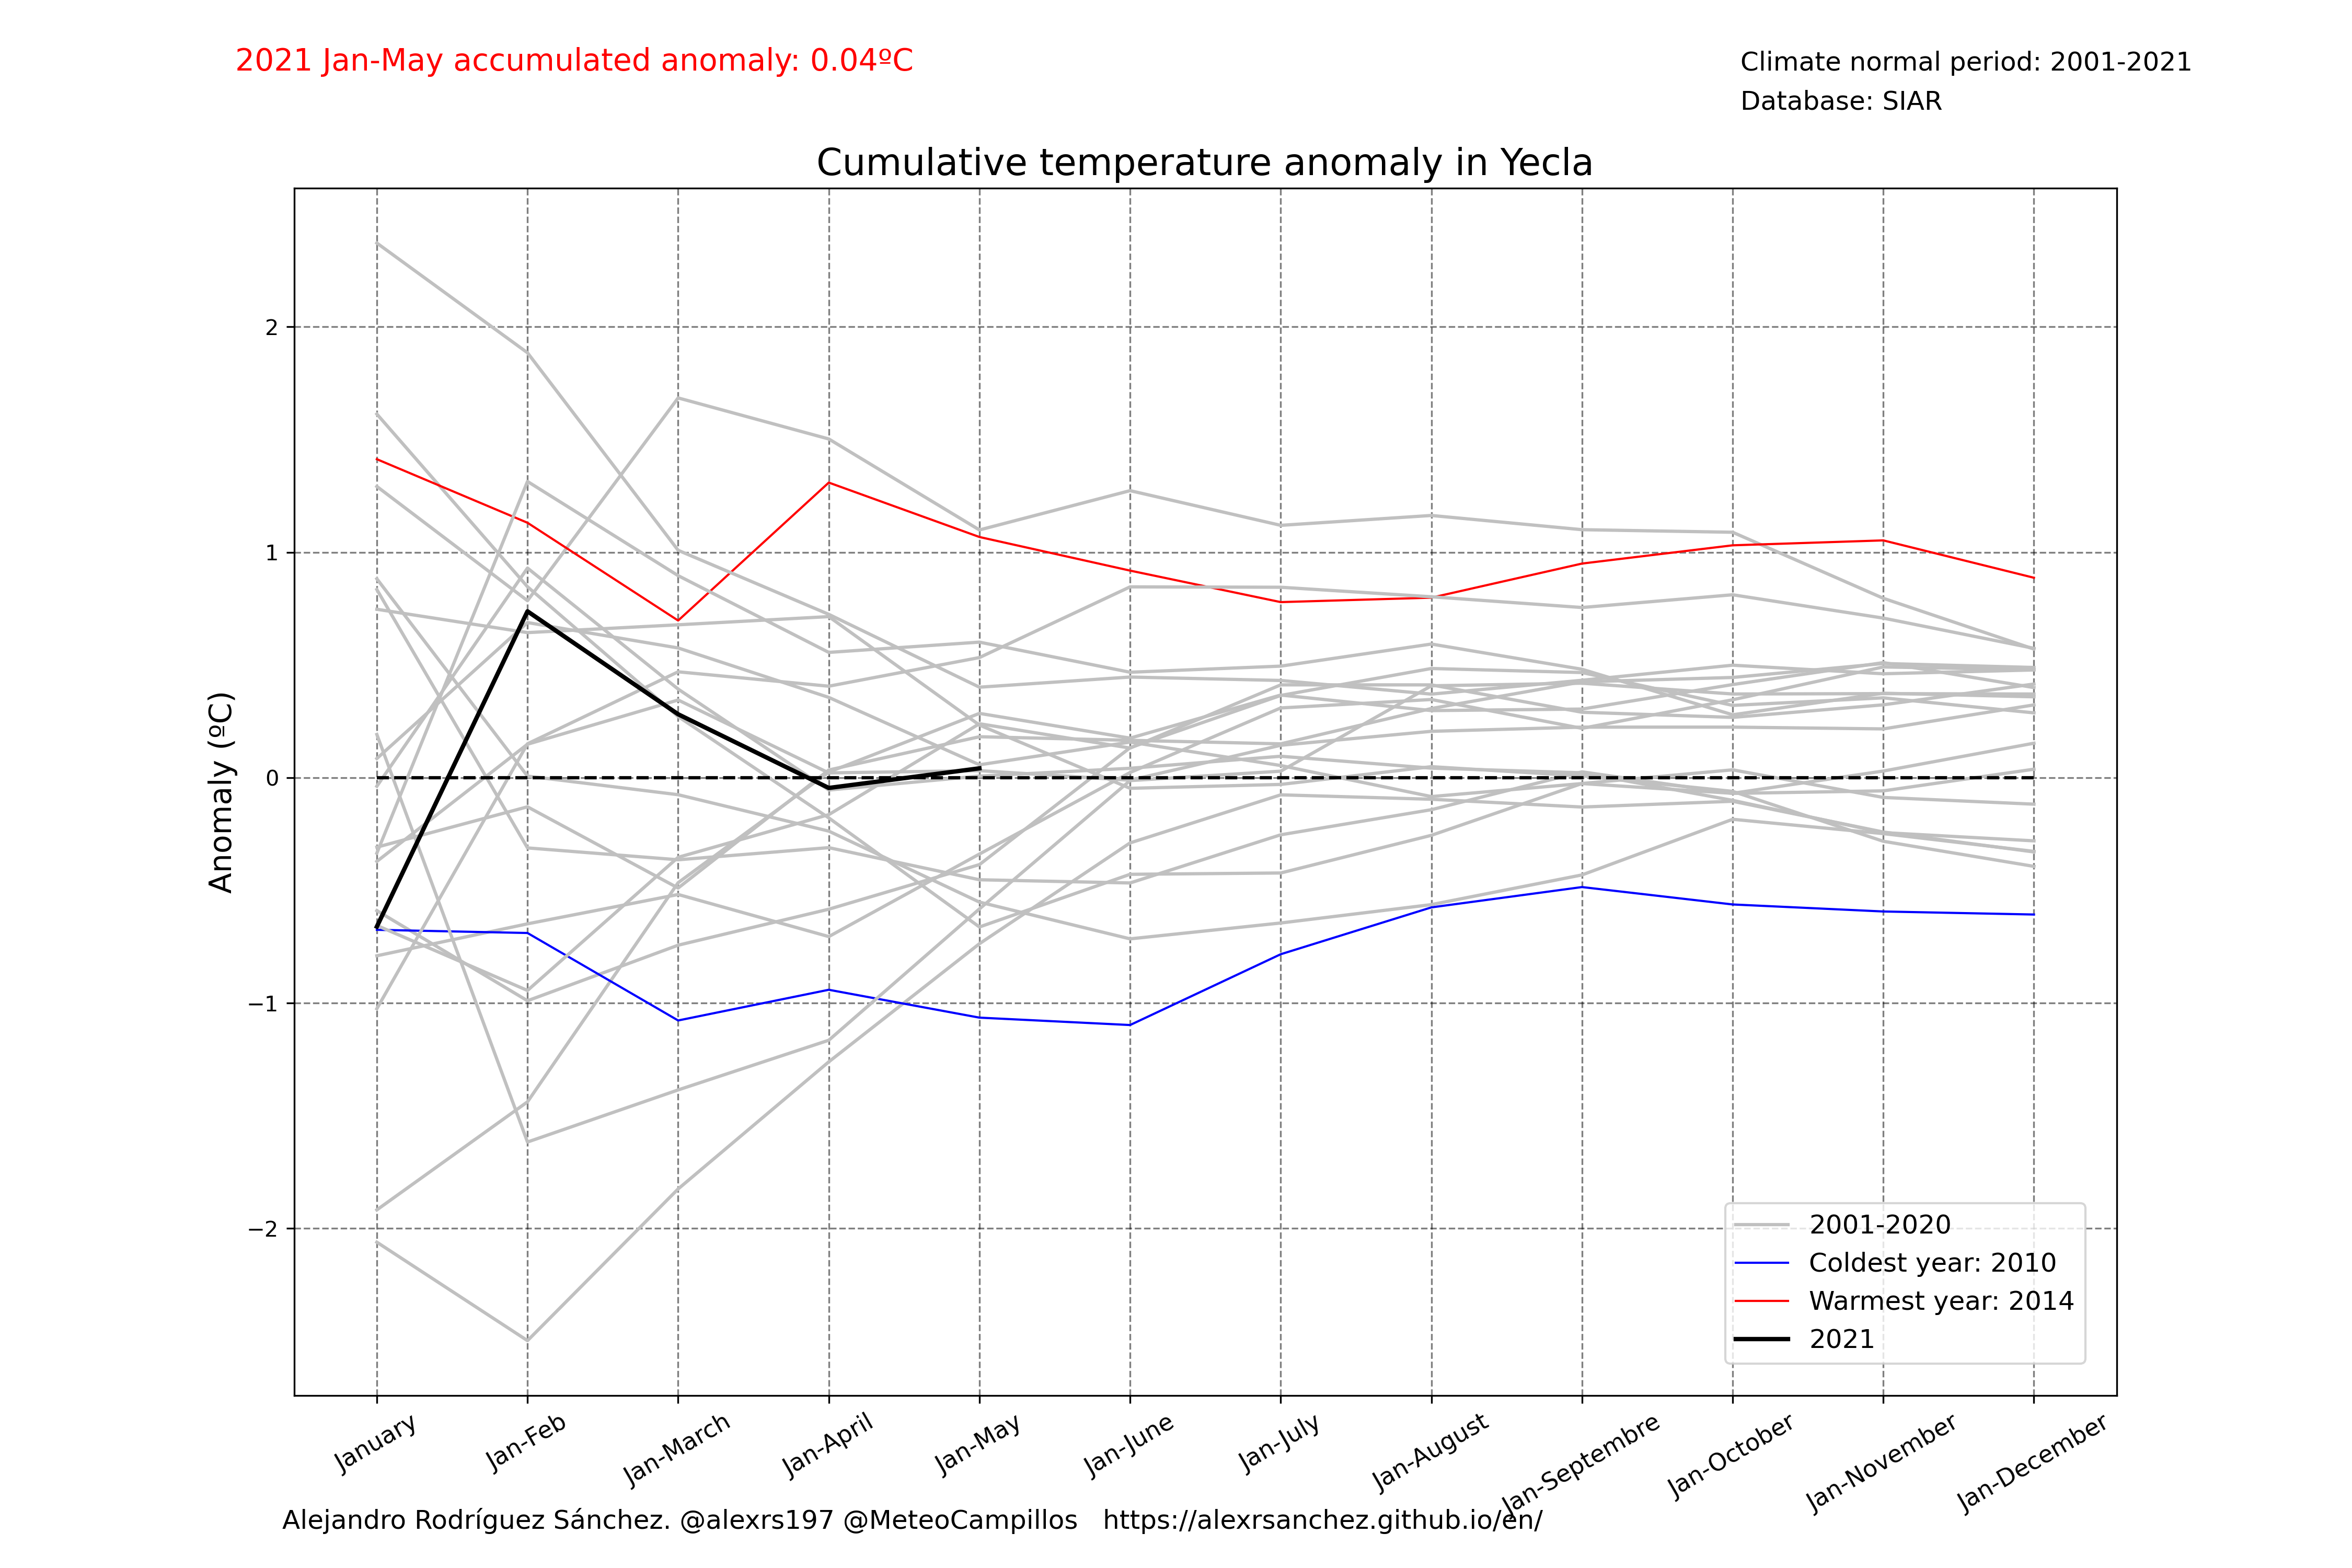 2021 Jan-May accumulated anomaly: 0.04ºC
Climate normal period: 2001-2021
Database: SIAR
Cumulative temperature anomaly in Yecla
Anomaly (ºC)
2
1
0
−1
−2
2001-2020
Coldest year: 2010
Warmest year: 2014
2021
January
Jan-Feb
Jan-March
Jan-April
Jan-May
Jan-June
Jan-July
Jan-August
Jan-Septembre
Jan-October
Jan-November
Jan-December
Alejandro Rodríguez Sánchez. @alexrs197 @MeteoCampillos   https://alexrsanchez.github.io/en/